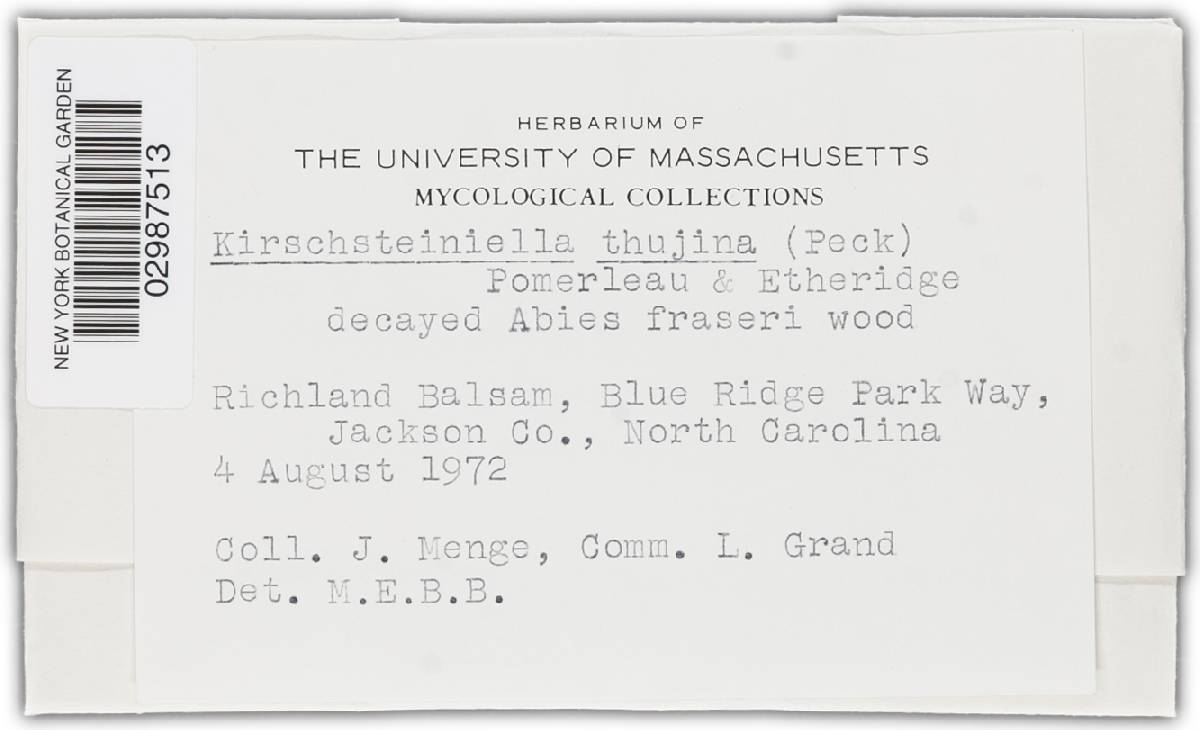 NEW YORK BOTANICAL GARDEN
02987513
HERBARIUM OF
THE UNIVERSITY OF MASSACHUSETTS
MYCOLOGICAL COLLECTIONS
Kirschsteiniella thujina (Peck)
Pomerleau & Etheridge
decayed Abies fraseri wood
Richland Balsam, Blue Ridge Park Way,
Jackson Co., North Carolina
4 August 1972
Coll. J. Menge, Comm. L. Grand
Det. M.E.B.B.